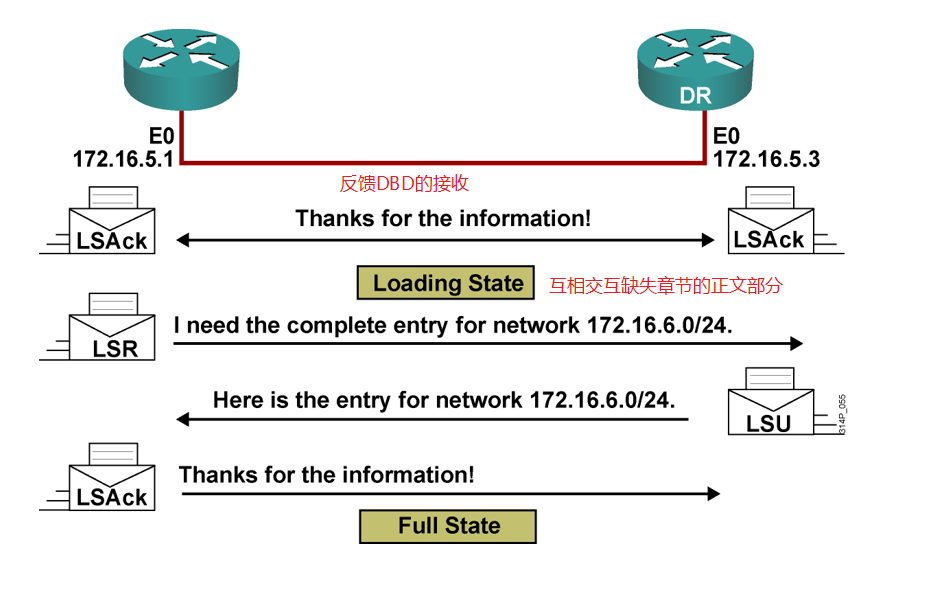 DR
E0
172.16.5.1
E0
172.16.5.3
反馈DBD的接收
Thanks for the information!
LSAck
LSAck
Loading State
互相交互缺失章节的正文部分
I need the complete entry for network 172.16.6.0/24.
LSR
Here is the entry for network 172.16.6.0/24.
LSU
314P_055
Thanks for the information!
LSAck
Full State